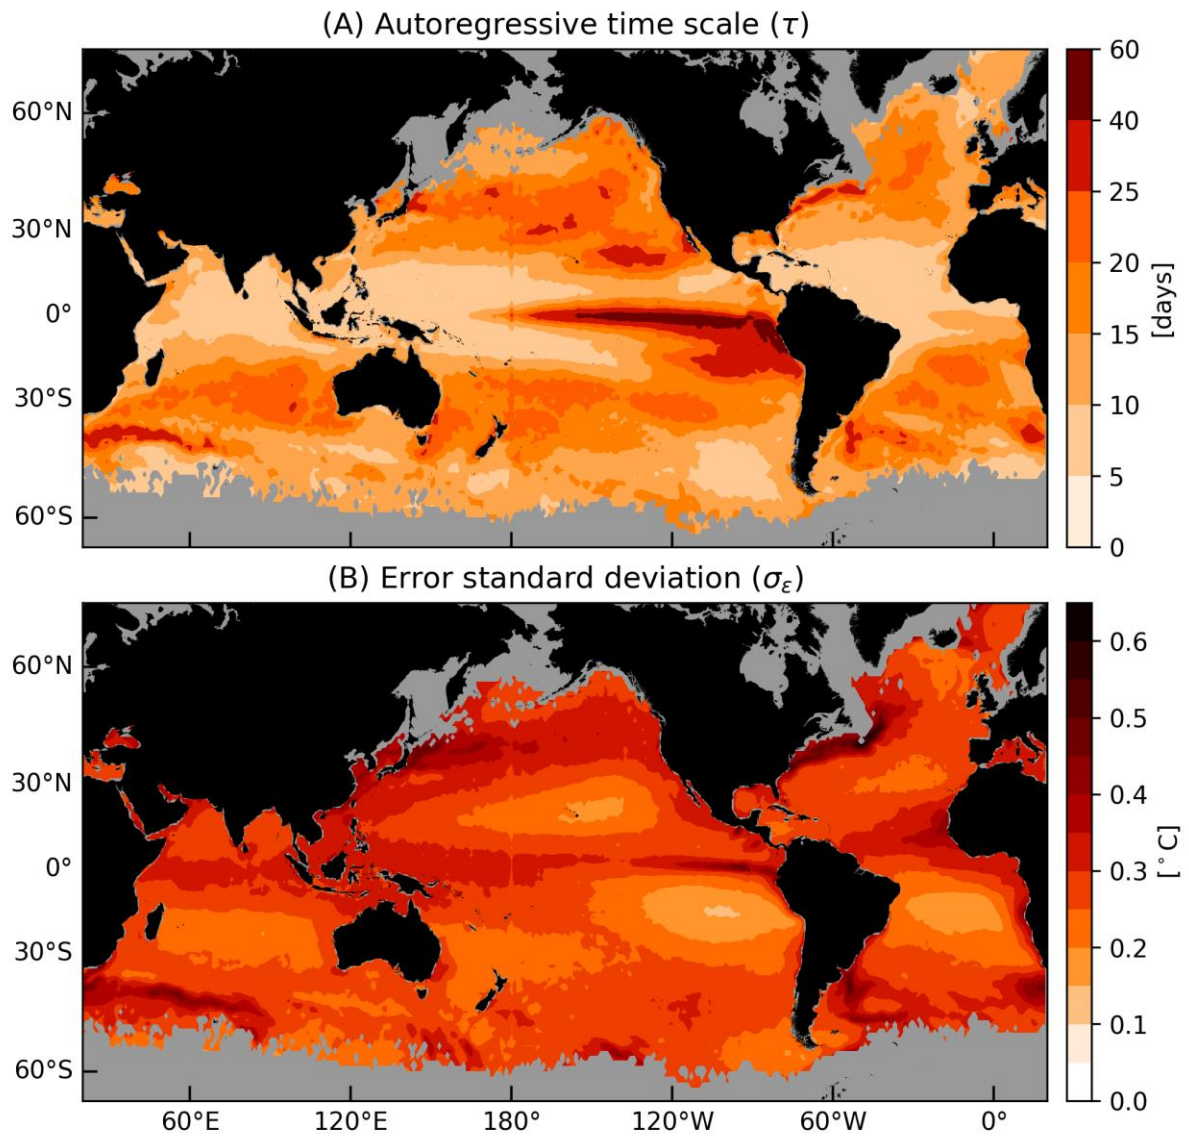 (A) Autoregressive time scale (τ)
60°N
30°N
0°
30°S
60°S
60
40
25
20
15
10
5
0
[days]
(B) Error standard deviation (σε)
60°N
30°N
0°
30°S
60°S
60°E
120°E
180°
120°W
60°W
0°
0.6
0.5
0.4
0.3
0.2
0.1
0.0
[°C]